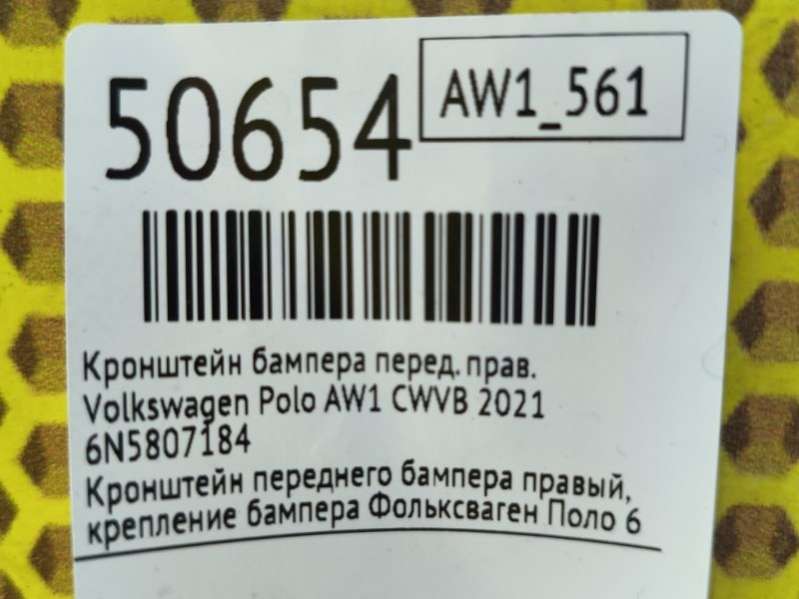 50654
AW1_561
Кронштейн бампера перед. прав.
Volkswagen Polo AW1 CWVB 2021
6N5807184
Кронштейн переднего бампера правый,
крепление бампера Фольксваген Поло 6